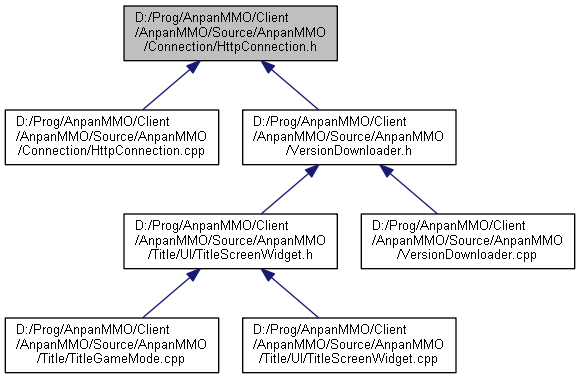 D:/Prog/AnpanMMO/Client
/AnpanMMO/Source/AnpanMMO
/Connection/HttpConnection.h
D:/Prog/AnpanMMO/Client
/AnpanMMO/Source/AnpanMMO
/Connection/HttpConnection.cpp
D:/Prog/AnpanMMO/Client
/AnpanMMO/Source/AnpanMMO
/VersionDownloader.h
D:/Prog/AnpanMMO/Client
/AnpanMMO/Source/AnpanMMO
/Title/UI/TitleScreenWidget.h
D:/Prog/AnpanMMO/Client
/AnpanMMO/Source/AnpanMMO
/VersionDownloader.cpp
D:/Prog/AnpanMMO/Client
/AnpanMMO/Source/AnpanMMO
/Title/TitleGameMode.cpp
D:/Prog/AnpanMMO/Client
/AnpanMMO/Source/AnpanMMO
/Title/UI/TitleScreenWidget.cpp